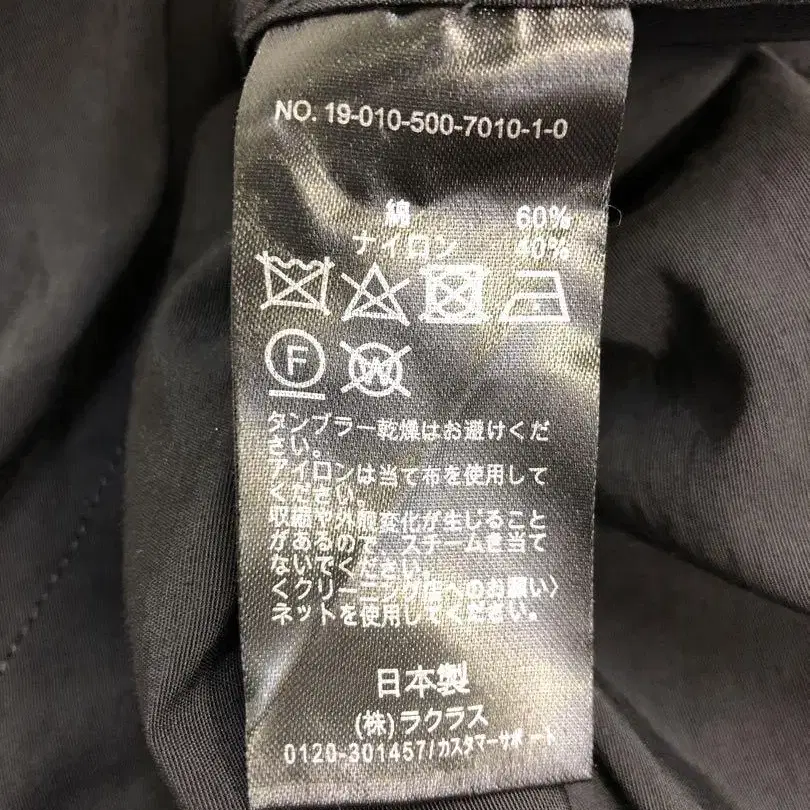 NO. 19-010-500-7010-1-0
綿 60%
ナイロン 40%
F
W
タンブラー乾燥はお避けくだ
さい。
アイロンは当て布を使用して
ください。
収縮や外観変化が生じること
があるので、スチームを当て
ないでください。
〈クリーニング店へのお願い〉
ネットを使用してください。
日本製
(株)ラクラス
0120-301457/カスタマーサポート